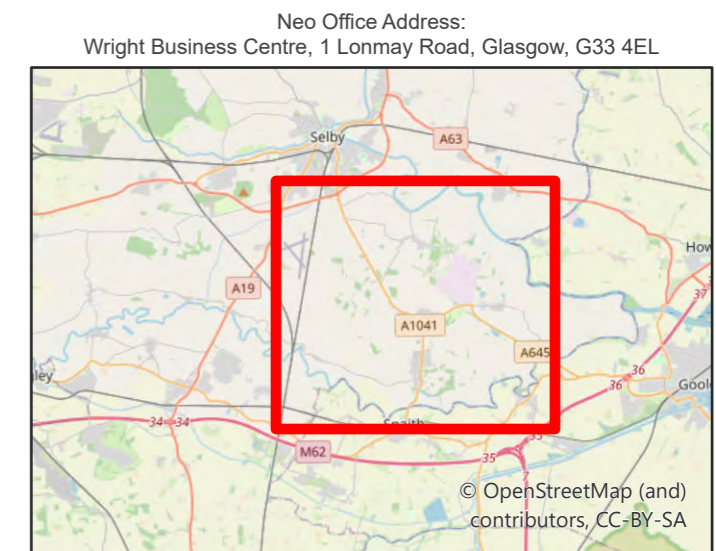 Neo Office Address:
Wright Business Centre, 1 Lonmay Road, Glasgow, G33 4EL
Selby
A63
How
A19
37
A1041
A645
ley
36
36
Goole
34
34
Snaith
35
M62
35
© OpenStreetMap (and)
contributors, CC-BY-SA